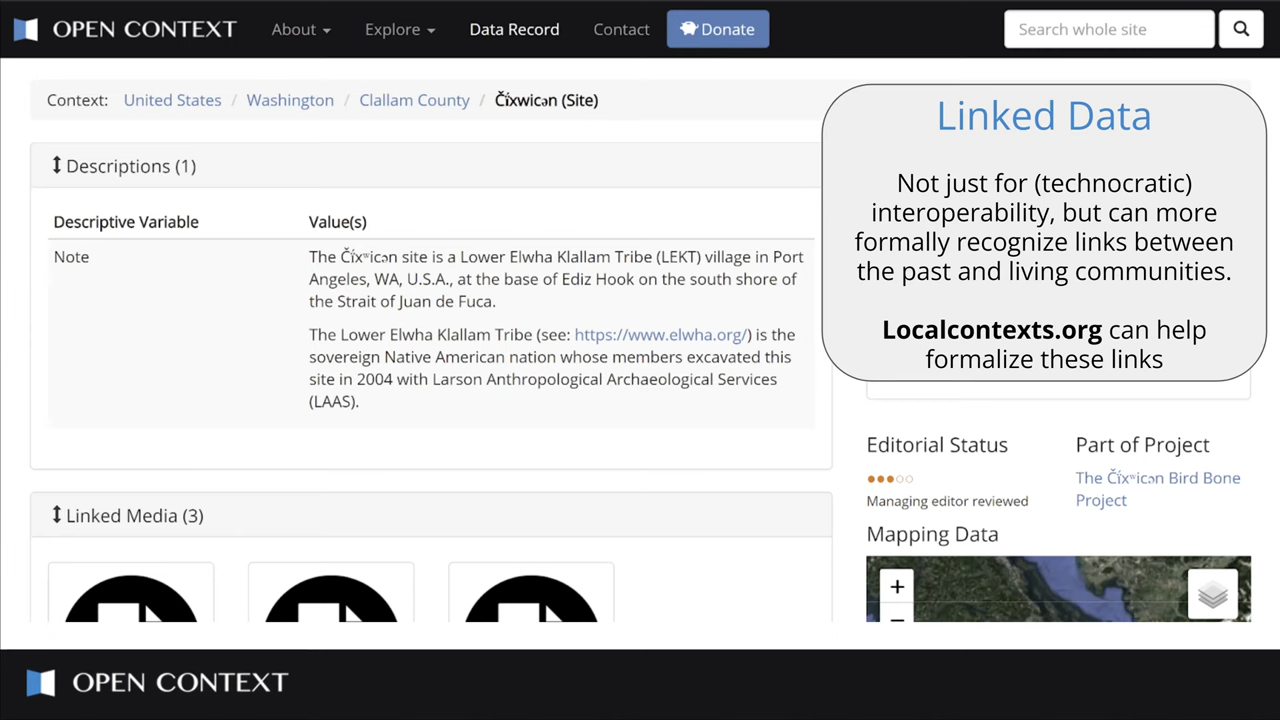 OPEN CONTEXT
About
Explore
Data Record
Contact
Donate
Search whole site
Context: United States / Washington / Clallam County / Čḯxwicən (Site)
Linked Data
Not just for (technocratic)
interoperability, but can more
formally recognize links between
the past and living communities.
Localcontexts.org can help
formalize these links
Descriptions (1)
Descriptive Variable Value(s)
Note
The Čḯxʷicən site is a Lower Elwha Klallam Tribe (LEKT) village in Port
Angeles, WA, U.S.A., at the base of Ediz Hook on the south shore of
the Strait of Juan de Fuca.
The Lower Elwha Klallam Tribe (see: https://www.elwha.org/) is the
sovereign Native American nation whose members excavated this
site in 2004 with Larson Anthropological Archaeological Services
(LAAS).
Linked Media (3)
Editorial Status
Managing editor reviewed
Part of Project
The Čḯxʷicən Bird Bone
Project
Mapping Data
+
−
OPEN CONTEXT